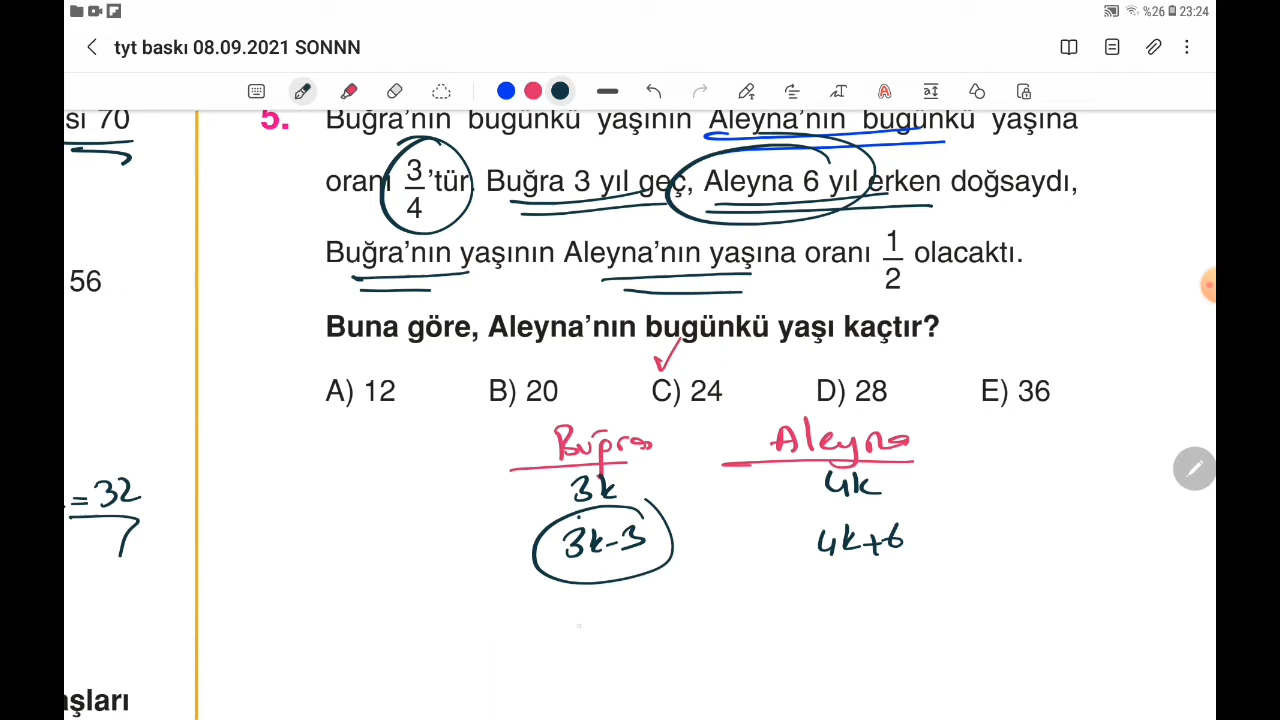 %26 23:24
tyt baskı 08.09.2021 SONNN
si 70
5. Buğra'nın bugünkü yaşının Aleyna'nın bugünkü yaşına
oranı 3/4'tür. Buğra 3 yıl geç, Aleyna 6 yıl erken doğsaydı,
Buğra'nın yaşının Aleyna'nın yaşına oranı 1/2 olacaktı.
56
Buna göre, Aleyna'nın bugünkü yaşı kaçtır?
A) 12 B) 20 C) 24 D) 28 E) 36
Buğra Aleyna
3k 4k
= 32
3k-3 4k+6
aşları